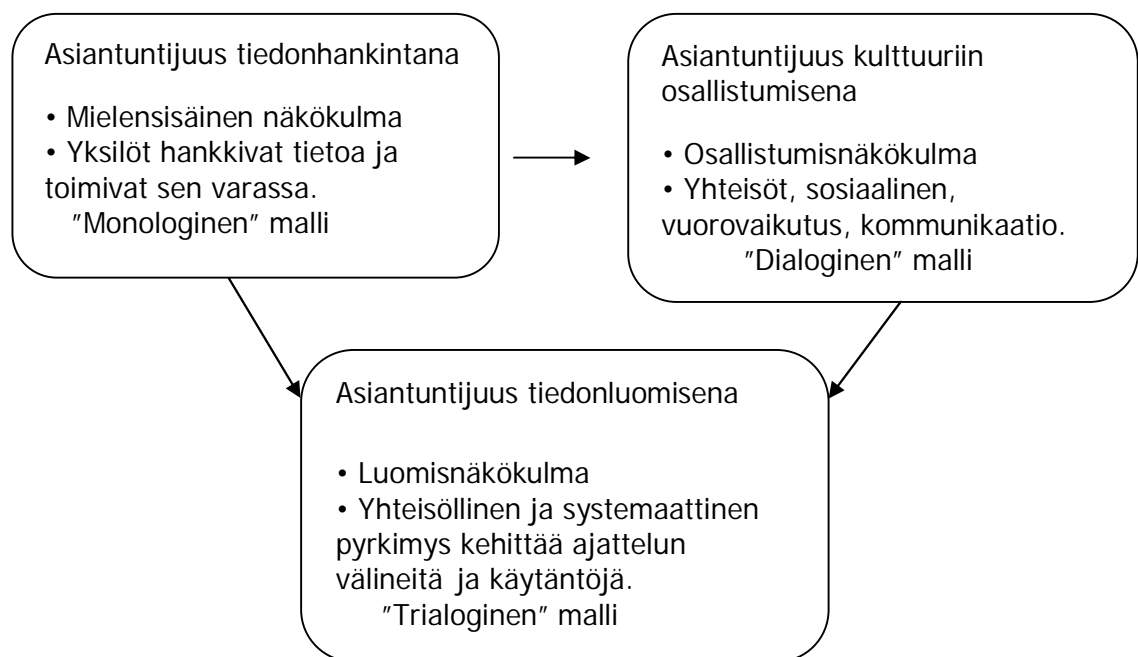 Asiantuntijuus tiedonhankintana
• Mielensisäinen näkökulma
• Yksilöt hankkivat tietoa ja
toimivat sen varassa.
"Monologinen" malli
Asiantuntijuus kulttuuriin
osallistumisena
• Osallistumisnäkökulma
• Yhteisöt, sosiaalinen,
vuorovaikutus, kommunikaatio.
"Dialoginen" malli
Asiantuntijuus tiedonluomisena
• Luomisnäkökulma
• Yhteisöllinen ja systemaattinen
pyrkimys kehittää ajattelun
välineitä ja käytäntöjä.
"Trialoginen" malli